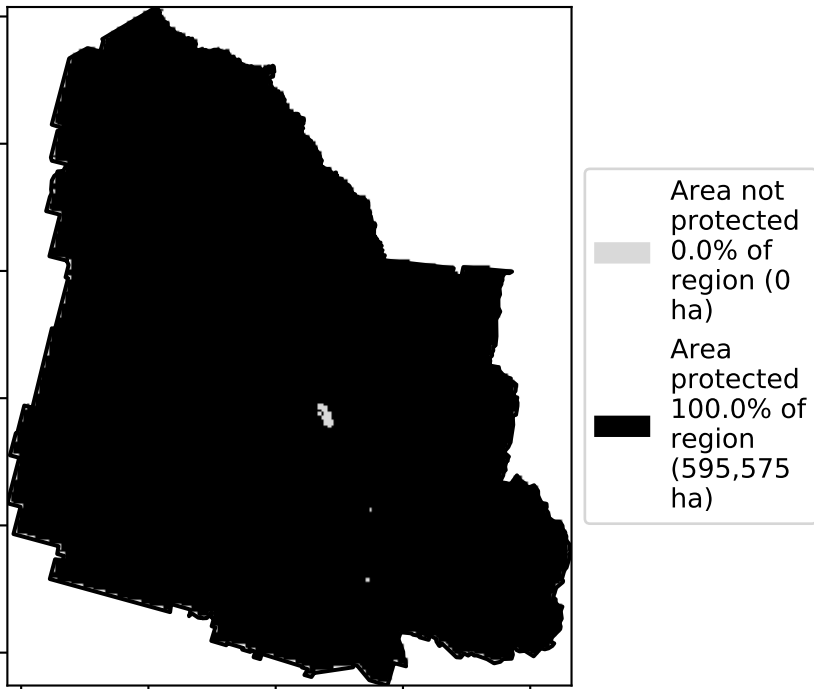 Area not
protected
0.0% of
region (0
ha)
Area
protected
100.0% of
region
(595,575
ha)